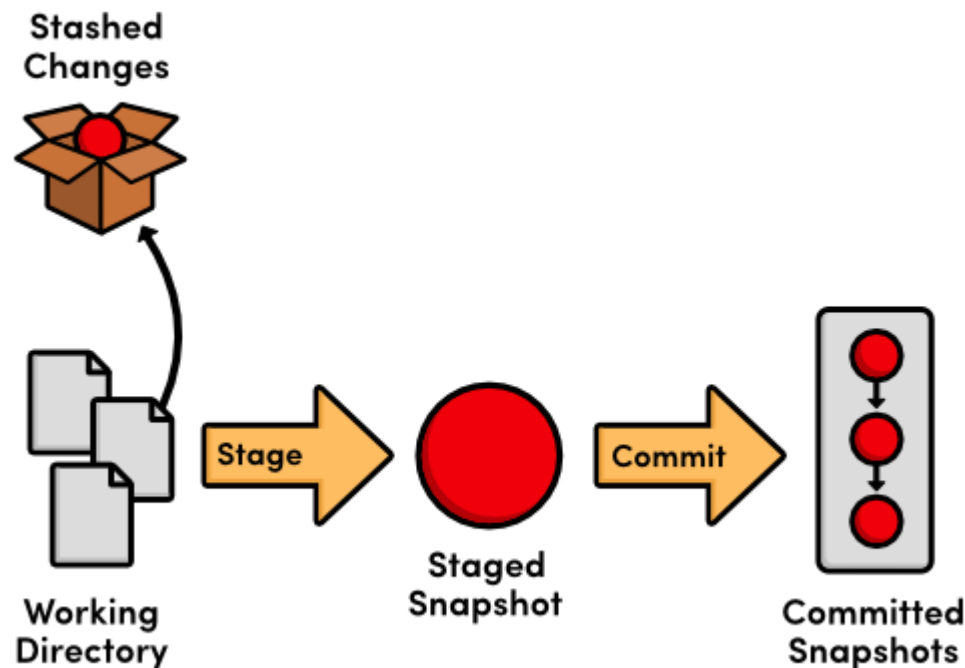 Stashed
Changes
Stage
Commit
Staged
Snapshot
Working
Directory
Committed
Snapshots